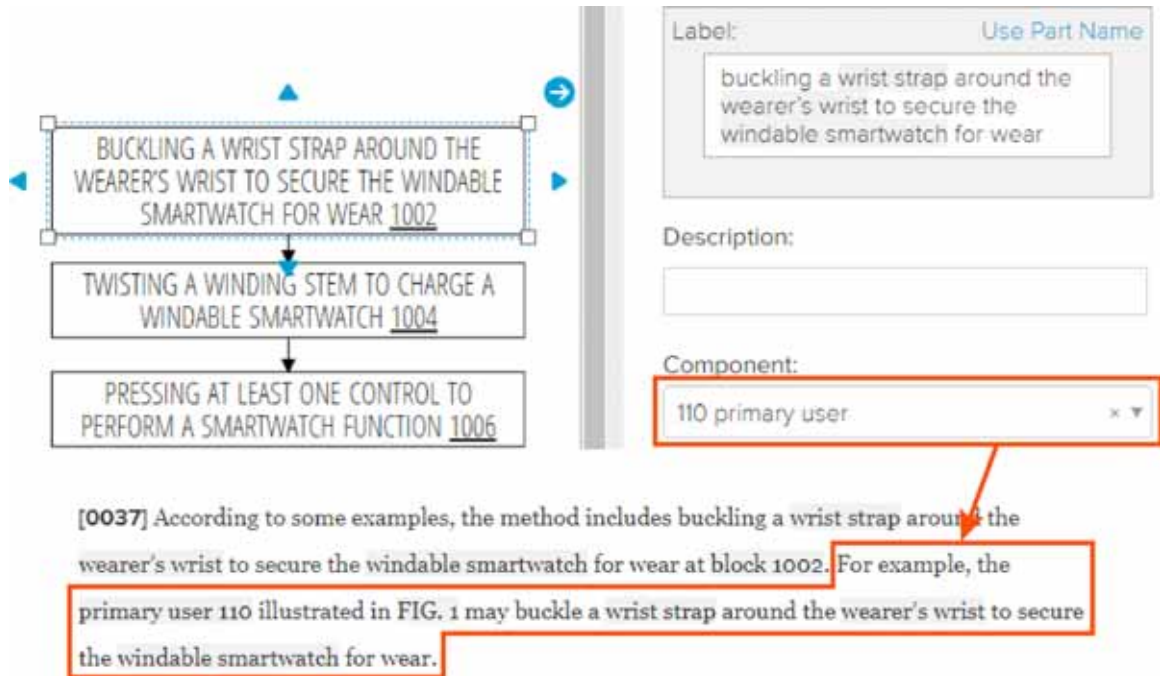 BUCKLING A WRIST STRAP AROUND THE
WEARER'S WRIST TO SECURE THE WINDABLE
SMARTWATCH FOR WEAR 1002
TWISTING A WINDING STEM TO CHARGE A
WINDABLE SMARTWATCH 1004
PRESSING AT LEAST ONE CONTROL TO
PERFORM A SMARTWATCH FUNCTION 1006
Label: Use Part Name
buckling a wrist strap around the
wearer's wrist to secure the
windable smartwatch for wear
Description:
Component:
110 primary user × ▼
[0037] According to some examples, the method includes buckling a wrist strap around the
wearer's wrist to secure the windable smartwatch for wear at block 1002. For example, the
primary user 110 illustrated in FIG. 1 may buckle a wrist strap around the wearer's wrist to secure
the windable smartwatch for wear.